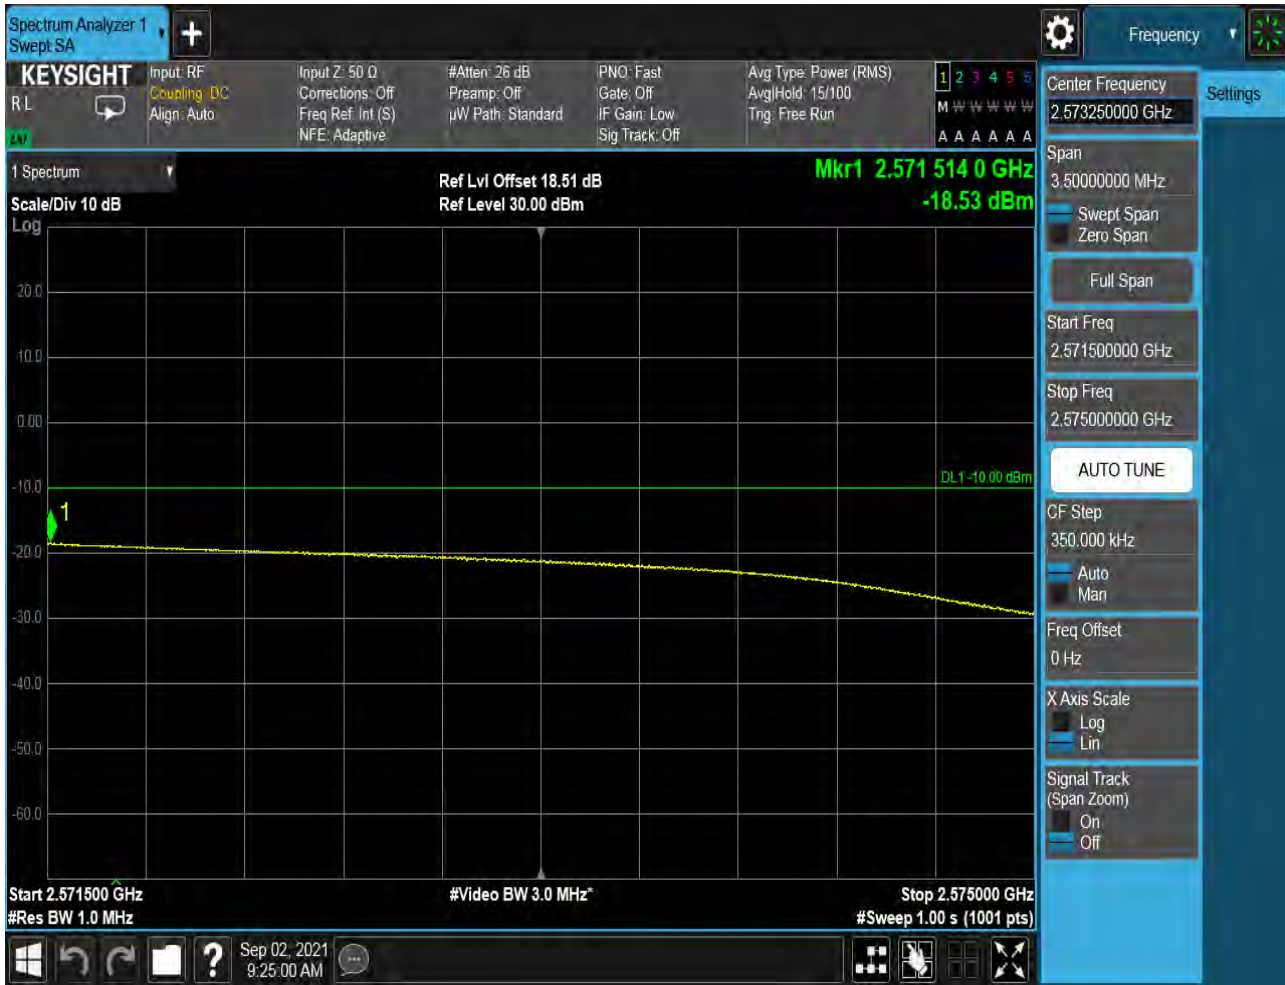 Spectrum Analyzer 1
Swept SA
Frequency
KEYSIGHT
R L
LNI
Input: RF
Coupling: DC
Align: Auto
Input Z: 50 Ω
Corrections: Off
Freq Ref: Int (S)
NFE: Adaptive
#Atten: 26 dB
Preamp: Off
µW Path: Standard
PNO: Fast
Gate: Off
IF Gain: Low
Sig Track: Off
Avg Type: Power (RMS)
Avg|Hold: 15/100
Trig: Free Run
1 2 3 4 5 6
M W W W W W
A A A A A A
1 Spectrum
Scale/Div 10 dB
Log
Ref Lvl Offset 18.51 dB
Ref Level 30.00 dBm
Mkr1 2.571 514 0 GHz
-18.53 dBm
20.0
10.0
0.00
-10.0
-20.0
-30.0
-40.0
-50.0
-60.0
DL1 -10.00 dBm
1
Start 2.571500 GHz
#Res BW 1.0 MHz
#Video BW 3.0 MHz*
Stop 2.575000 GHz
#Sweep 1.00 s (1001 pts)
Sep 02, 2021
9:25:00 AM
Center Frequency
2.573250000 GHz
Settings
Span
3.50000000 MHz
Swept Span
Zero Span
Full Span
Start Freq
2.571500000 GHz
Stop Freq
2.575000000 GHz
AUTO TUNE
CF Step
350.000 kHz
Auto
Man
Freq Offset
0 Hz
X Axis Scale
Log
Lin
Signal Track
(Span Zoom)
On
Off